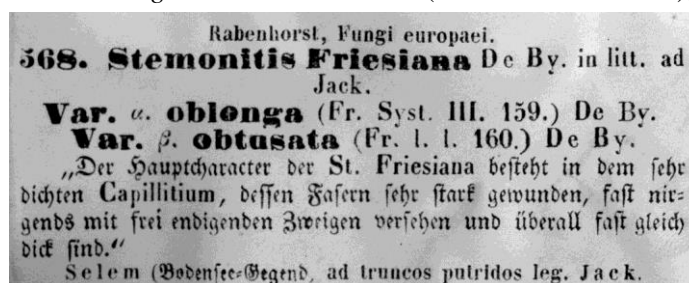 Rabenhorst, Fungi europaei.
568. Stemonitis Friesiana De By. in litt. ad
Jack.
Var. α. oblonga (Fr. Syst. III. 159.) De By.
Var. β. obtusata (Fr. l. l. 160.) De By.
„Der Hauptcharacter der St. Friesiana besteht in dem sehr
dichten Capillitium, dessen Fasern sehr stark gewunden, fast nir-
gends mit frei endigenden Zweigen versehen und überall fast gleich
dick sind.“
Selem (Bodensee-Gegend, ad truncos putridos leg. Jack.